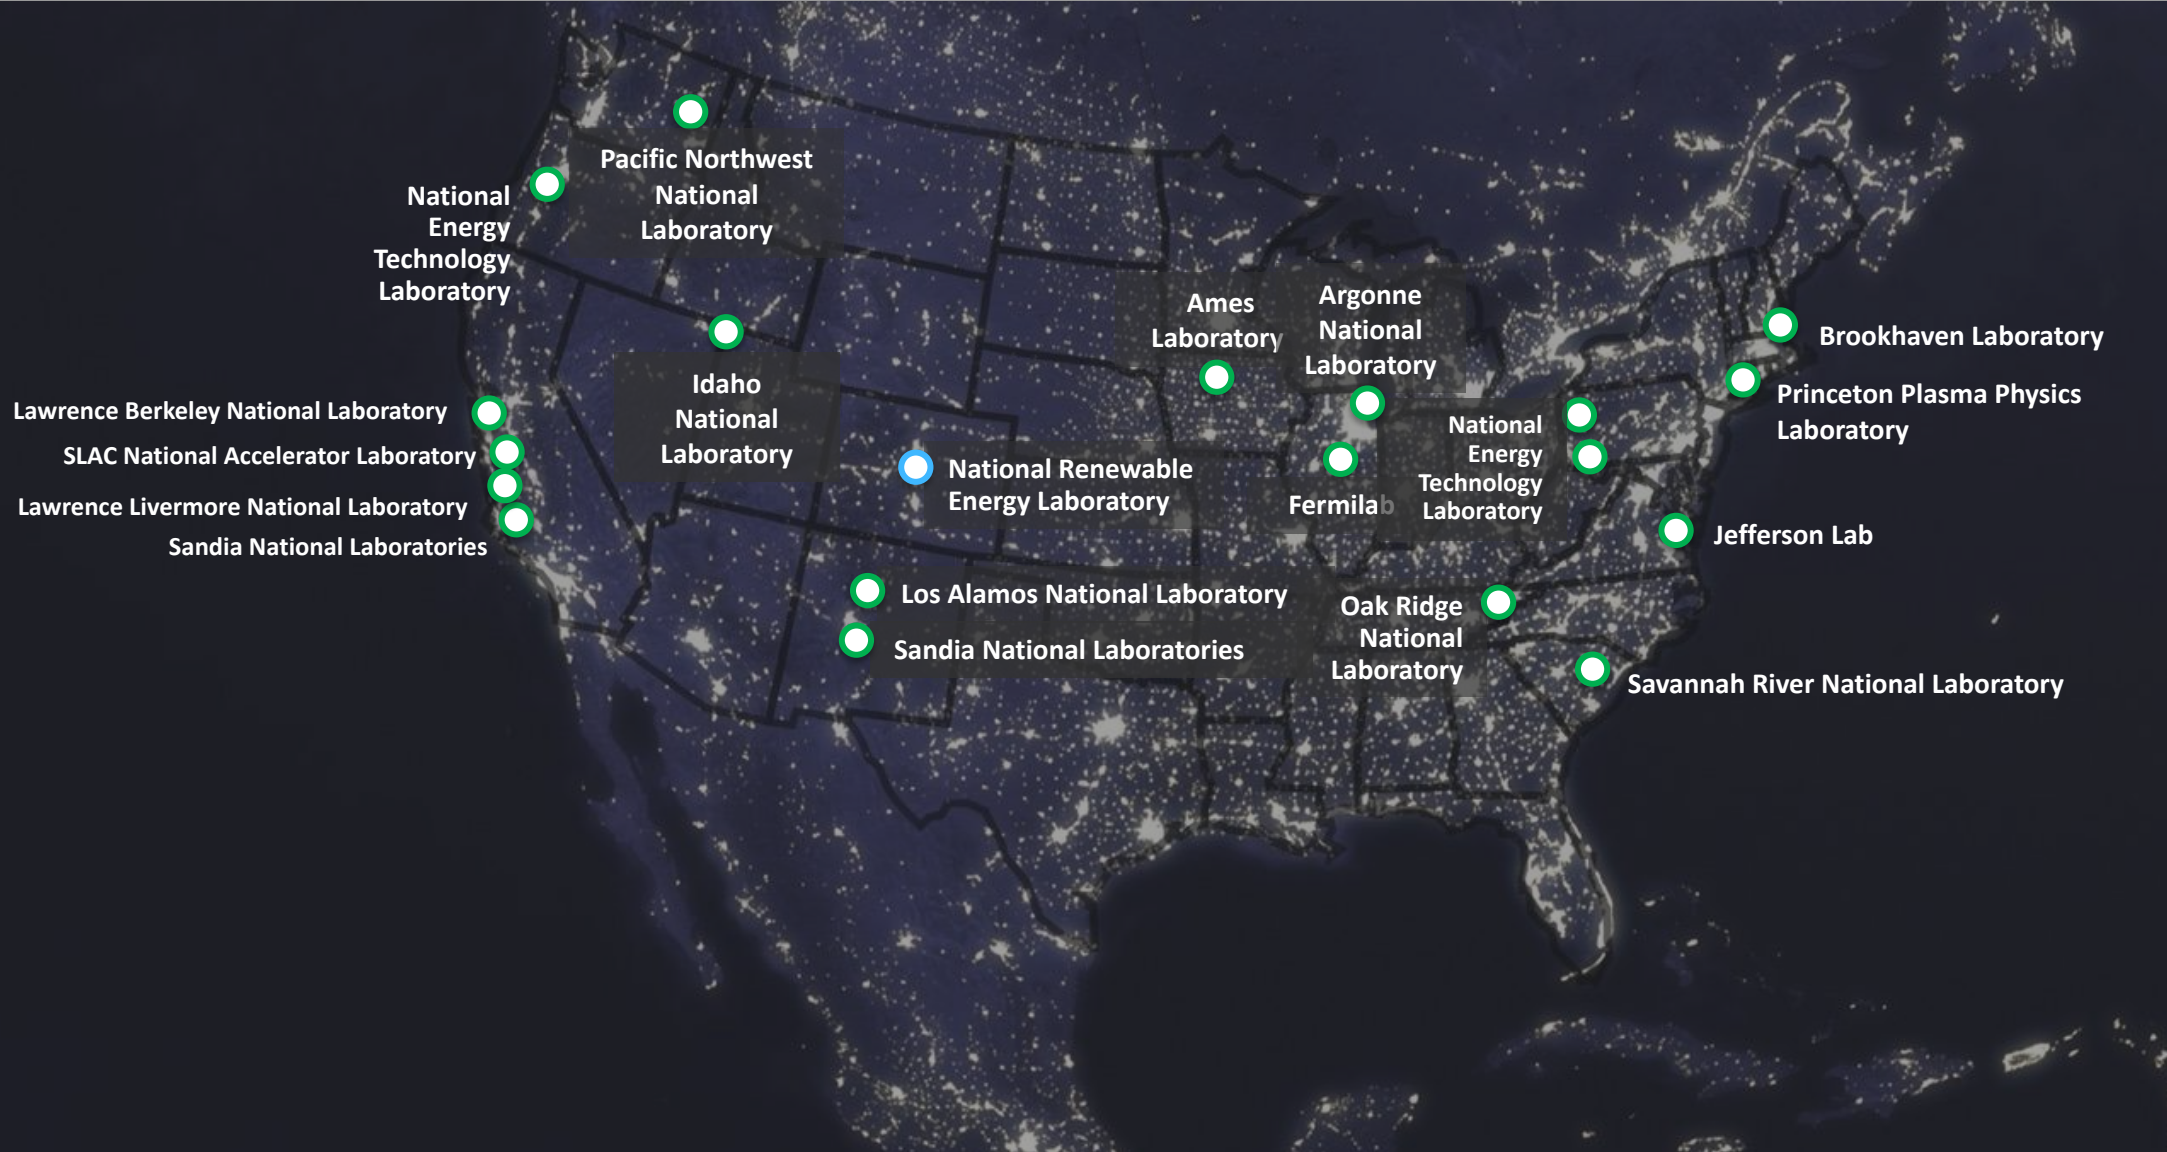 Pacific Northwest
National
Laboratory
National
Energy
Technology
Laboratory
Ames
Laboratory
Argonne
National
Laboratory
Brookhaven Laboratory
Princeton Plasma Physics
Laboratory
Idaho
National
Laboratory
Lawrence Berkeley National Laboratory
SLAC National Accelerator Laboratory
Lawrence Livermore National Laboratory
Sandia National Laboratories
National Renewable
Energy Laboratory
Fermilab
National
Energy
Technology
Laboratory
Jefferson Lab
Los Alamos National Laboratory
Sandia National Laboratories
Oak Ridge
National
Laboratory
Savannah River National Laboratory